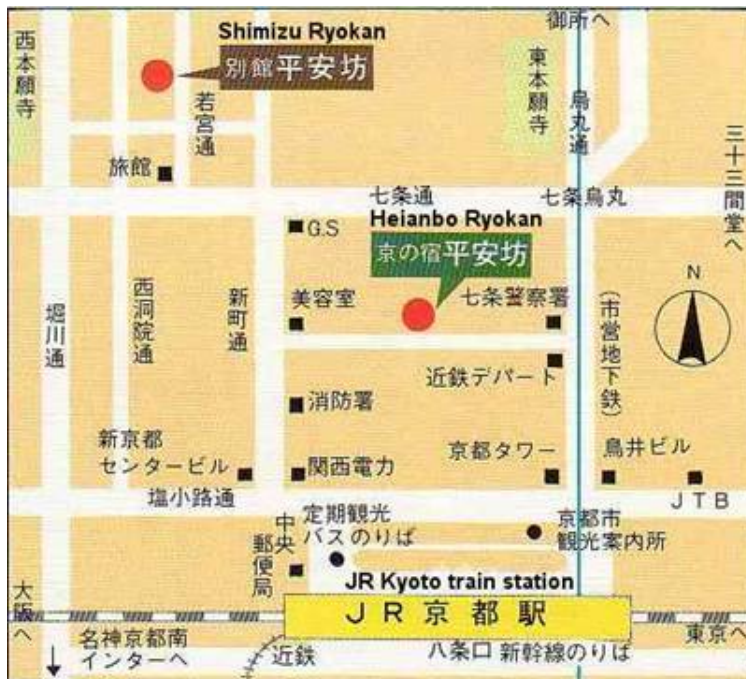 御所へ
Shimizu Ryokan
別館平安坊
西本願寺
若宮通
東本願寺
烏丸通
三十三間堂へ
旅館
七条通
七条烏丸
G.S
Heianbo Ryokan
京の宿平安坊
N
堀川通
西洞院通
新町通
美容室
七条警察署
(市営地下鉄)
近鉄デパート
消防署
新京都
センタービル
関西電力
京都タワー
鳥井ビル
塩小路通
JTB
中央
郵便局
定期観光
バスのりば
京都市
観光案内所
JR Kyoto train station
JR京都駅
大阪へ
東京へ
名神京都南
インターへ
近鉄
八条口 新幹線のりば